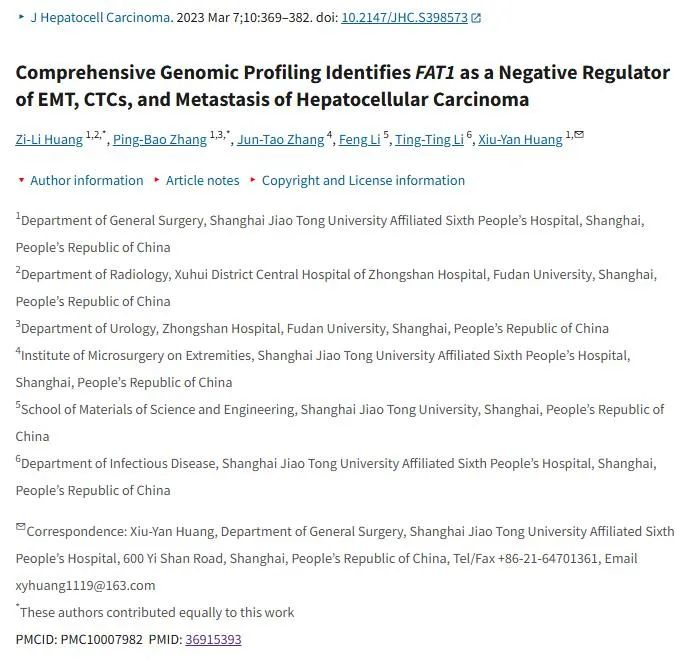 ‣ J Hepatocell Carcinoma. 2023 Mar 7;10:369–382. doi: 10.2147/JHC.S398573
Comprehensive Genomic Profiling Identifies FAT1 as a Negative Regulator
of EMT, CTCs, and Metastasis of Hepatocellular Carcinoma
Zi-Li Huang 1,2,*, Ping-Bao Zhang 1,3,*, Jun-Tao Zhang 4, Feng Li 5, Ting-Ting Li 6, Xiu-Yan Huang 1,✉
▾ Author information ▸ Article notes ▸ Copyright and License information
1Department of General Surgery, Shanghai Jiao Tong University Affiliated Sixth People’s Hospital, Shanghai,
People’s Republic of China
2Department of Radiology, Xuhui District Central Hospital of Zhongshan Hospital, Fudan University, Shanghai,
People’s Republic of China
3Department of Urology, Zhongshan Hospital, Fudan University, Shanghai, People’s Republic of China
4Institute of Microsurgery on Extremities, Shanghai Jiao Tong University Affiliated Sixth People’s Hospital,
Shanghai, People’s Republic of China
5School of Materials of Science and Engineering, Shanghai Jiao Tong University, Shanghai, People’s Republic of
China
6Department of Infectious Disease, Shanghai Jiao Tong University Affiliated Sixth People’s Hospital, Shanghai,
People’s Republic of China
✉Correspondence: Xiu-Yan Huang, Department of General Surgery, Shanghai Jiao Tong University Affiliated Sixth
People’s Hospital, 600 Yi Shan Road, Shanghai, People’s Republic of China, Tel/Fax +86-21-64701361, Email
xyhuang1119@163.com
*These authors contributed equally to this work
PMCID: PMC10007982 PMID: 36915393